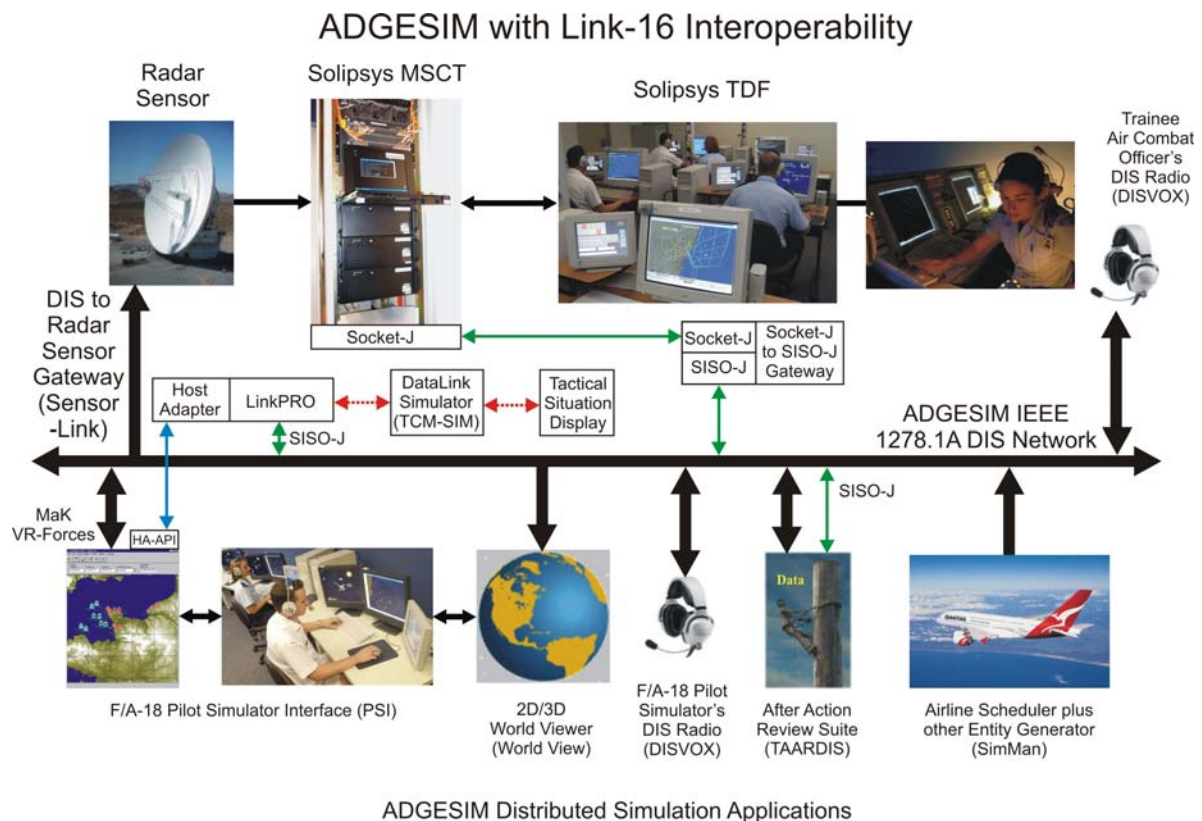 ADGESIM with Link-16 Interoperability
Radar
Sensor
Solipsys MSCT
Solipsys TDF
Trainee
Air Combat
Officer's
DIS Radio
(DISVOX)
DIS to
Radar
Sensor
Gateway
(Sensor
-Link)
Socket-J
Socket-J
SISO-J
Socket-J
to SISO-J
Gateway
Host
Adapter
LinkPRO
DataLink
Simulator
(TCM-SIM)
Tactical
Situation
Display
SISO-J
ADGESIM IEEE
1278.1A DIS Network
MaK
VR-Forces
HA-API
SISO-J
Data
QANTAS
F/A-18 Pilot Simulator Interface (PSI)
2D/3D
World Viewer
(World View)
F/A-18 Pilot
Simulator's
DIS Radio
(DISVOX)
After Action
Review Suite
(TAARDIS)
Airline Scheduler plus
other Entity Generator
(SimMan)
ADGESIM Distributed Simulation Applications